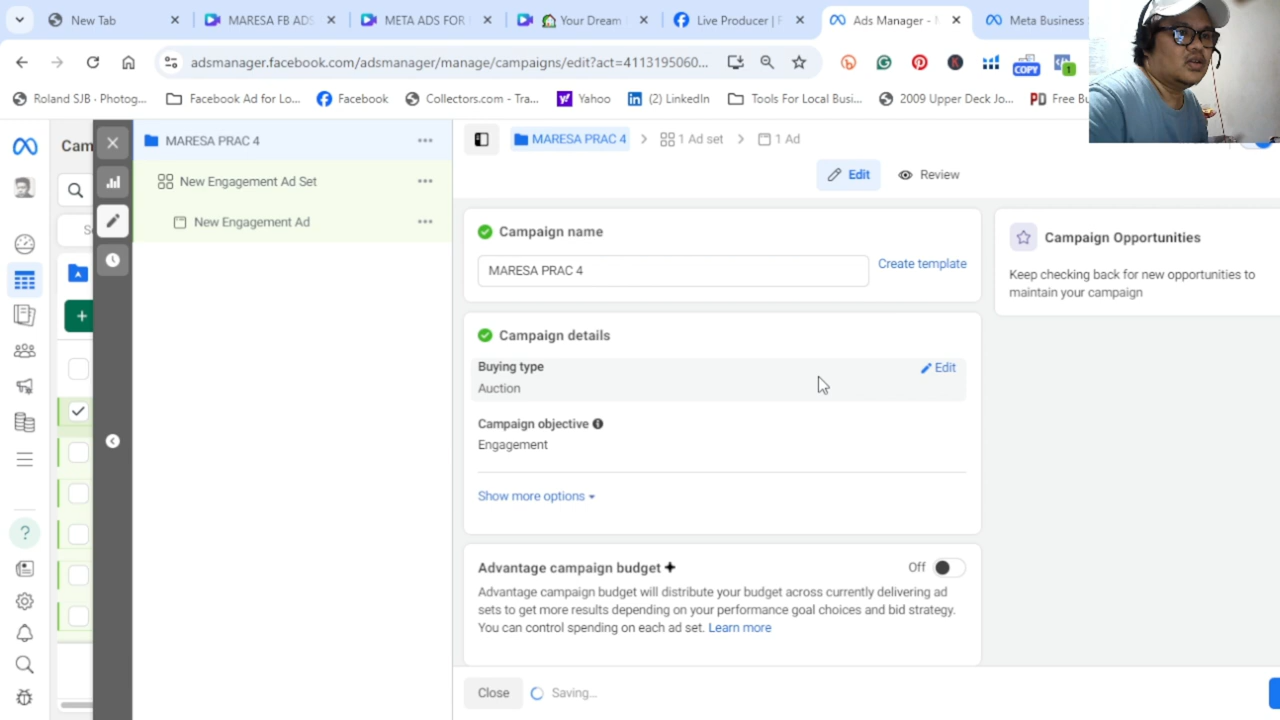 New Tab
MARESA FB ADS
META ADS FOR
Your Dream
Live Producer | F
Ads Manager -
Meta Business
adsmanager.facebook.com/adsmanager/manage/campaigns/edit?act=4113195060...
COPY
1
Roland SJB · Photog...
Facebook Ad for Lo...
Facebook
Collectors.com - Tra...
Yahoo
(2) LinkedIn
Tools For Local Busi...
2009 Upper Deck Jo...
PD Free Bu
Cam
MARESA PRAC 4
New Engagement Ad Set
New Engagement Ad
MARESA PRAC 4
1 Ad set
1 Ad
Edit
Review
Campaign name
MARESA PRAC 4
Create template
Campaign details
Buying type
Edit
Auction
Campaign objective
Engagement
Show more options
Advantage campaign budget
Off
Advantage campaign budget will distribute your budget across currently delivering ad
sets to get more results depending on your performance goal choices and bid strategy.
You can control spending on each ad set. Learn more
Close
Saving...
Campaign Opportunities
Keep checking back for new opportunities to
maintain your campaign